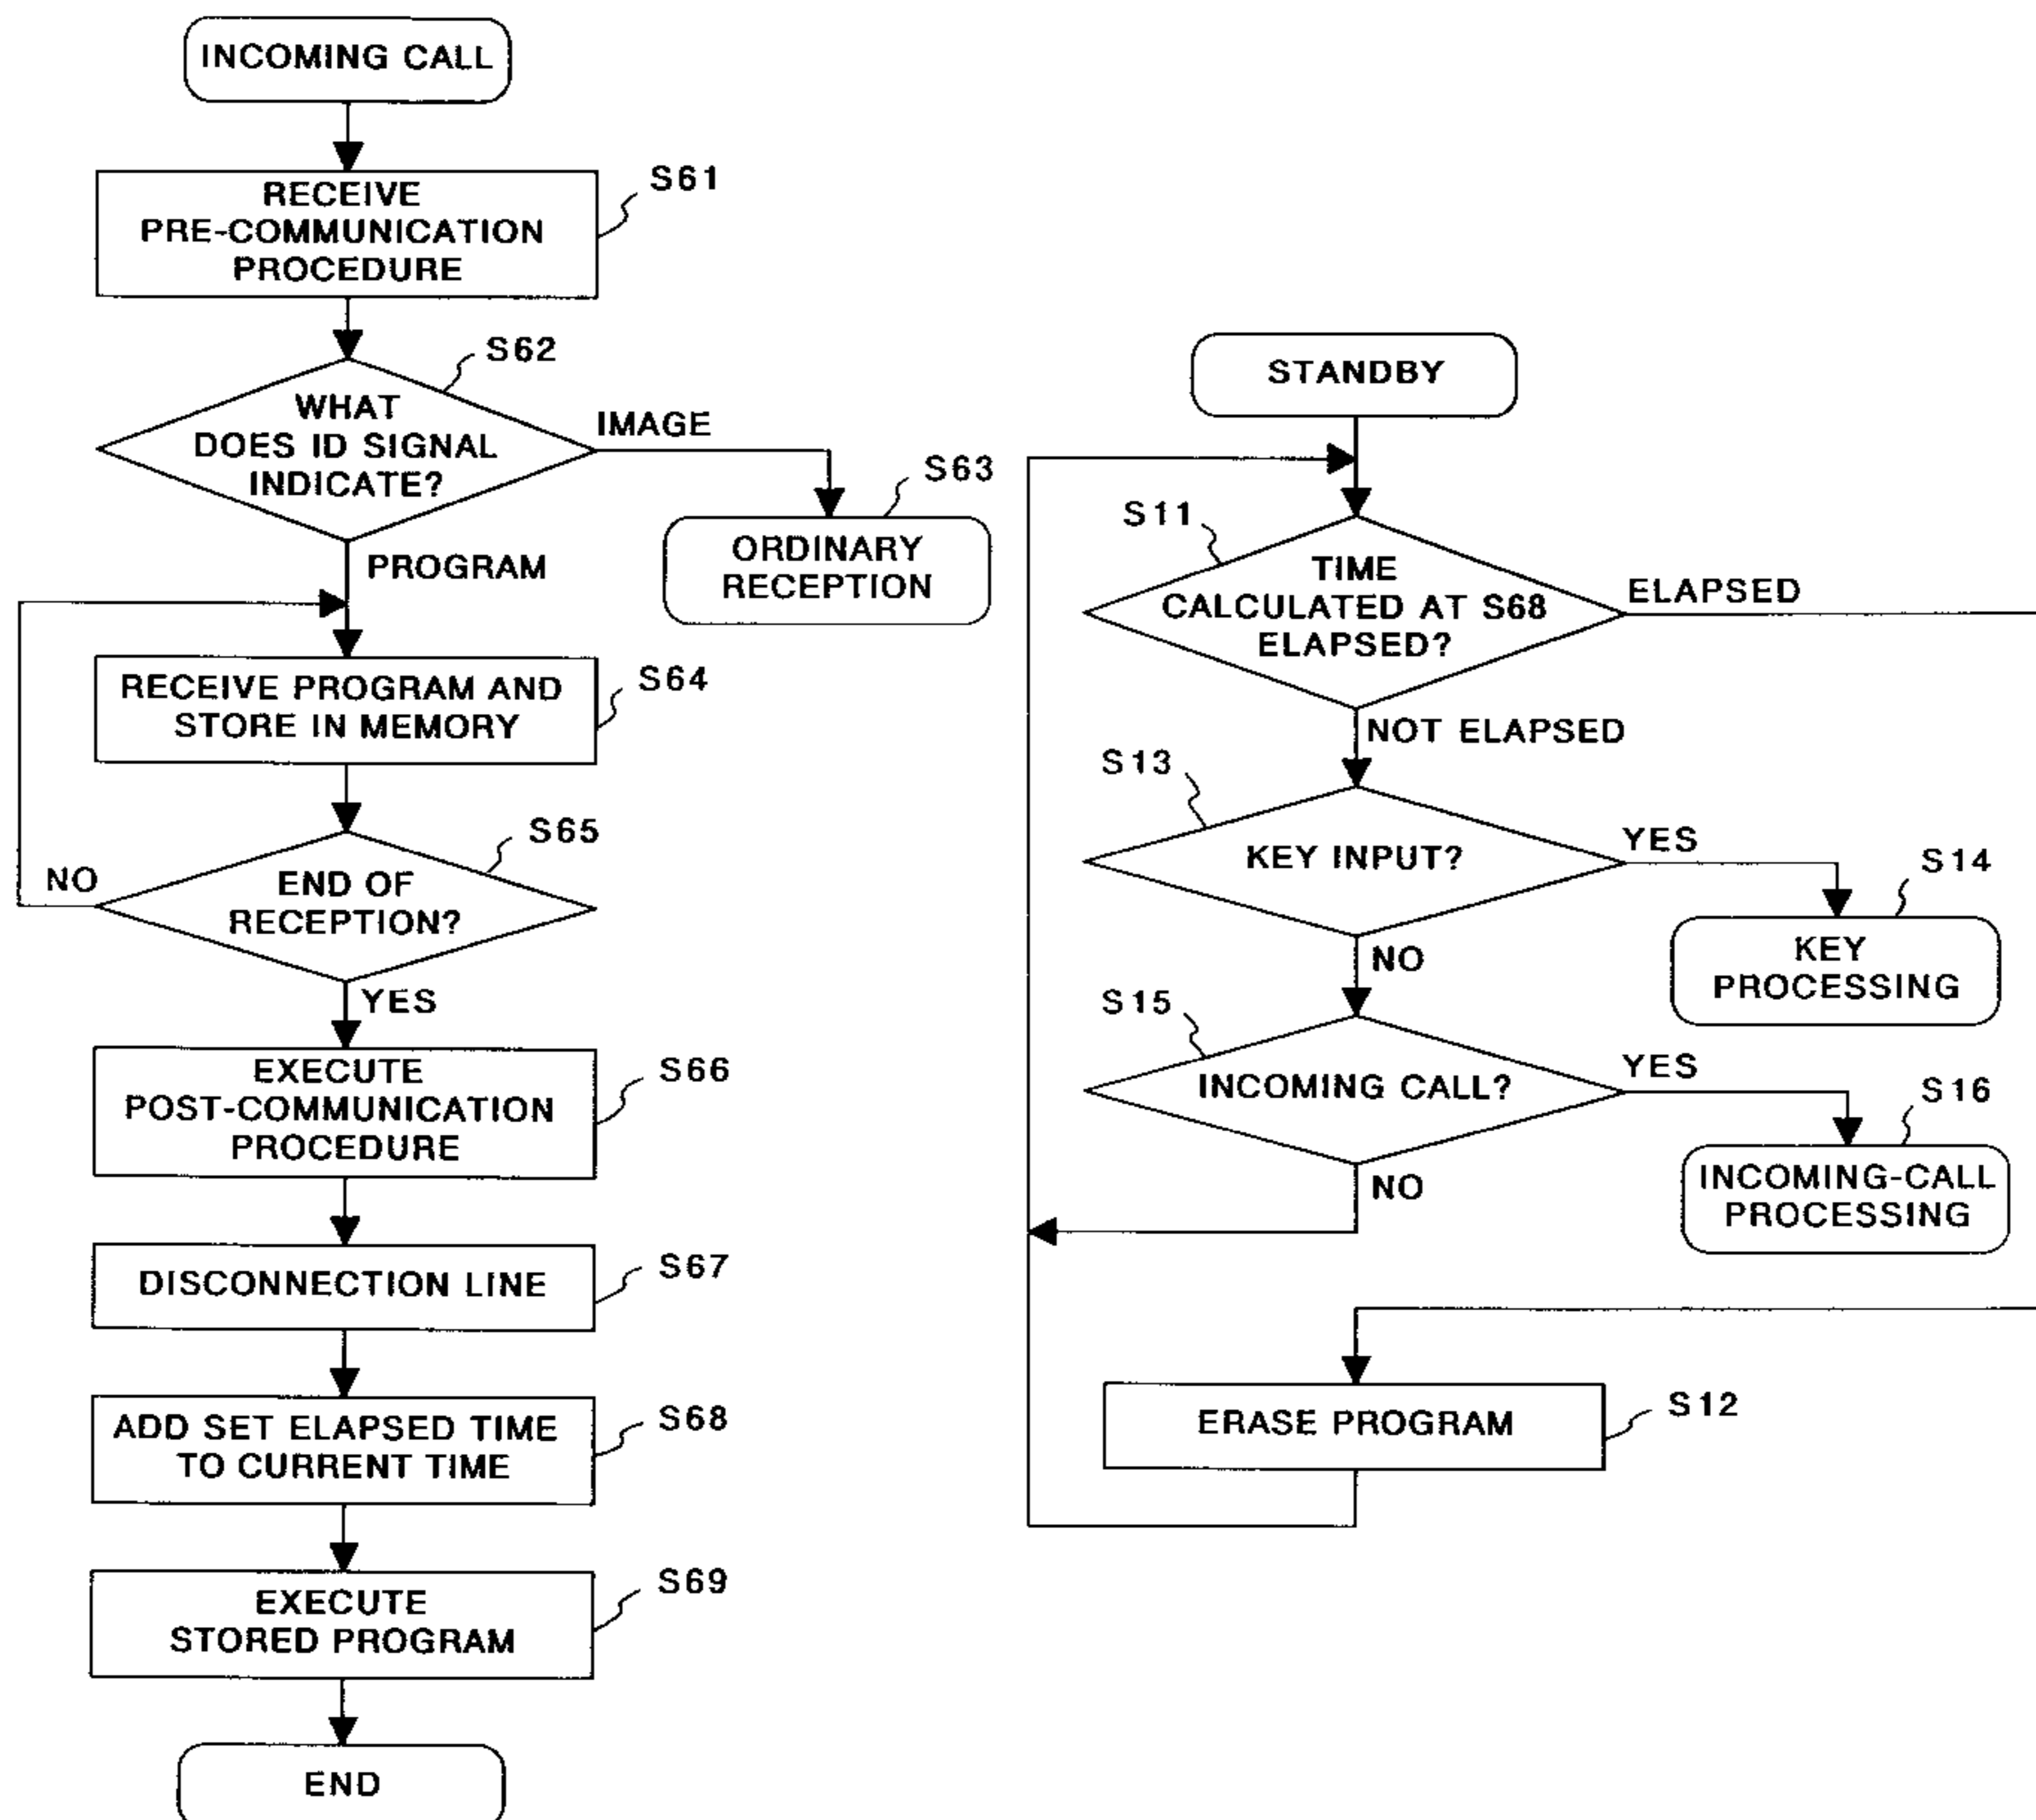 INCOMING CALL
RECEIVE
PRE-COMMUNICATION
PROCEDURE
S61
WHAT
DOES ID SIGNAL
INDICATE?
S62
IMAGE
S63
ORDINARY
RECEPTION
PROGRAM
RECEIVE PROGRAM AND
STORE IN MEMORY
S64
END OF
RECEPTION?
S65
NO
YES
EXECUTE
POST-COMMUNICATION
PROCEDURE
S66
DISCONNECTION LINE
S67
ADD SET ELAPSED TIME
TO CURRENT TIME
S68
EXECUTE
STORED PROGRAM
S69
END
STANDBY
S11
TIME
CALCULATED AT S68
ELAPSED?
ELAPSED
NOT ELAPSED
S13
KEY INPUT?
YES
S14
KEY
PROCESSING
NO
S15
INCOMING CALL?
YES
S16
INCOMING-CALL
PROCESSING
NO
ERASE PROGRAM
S12